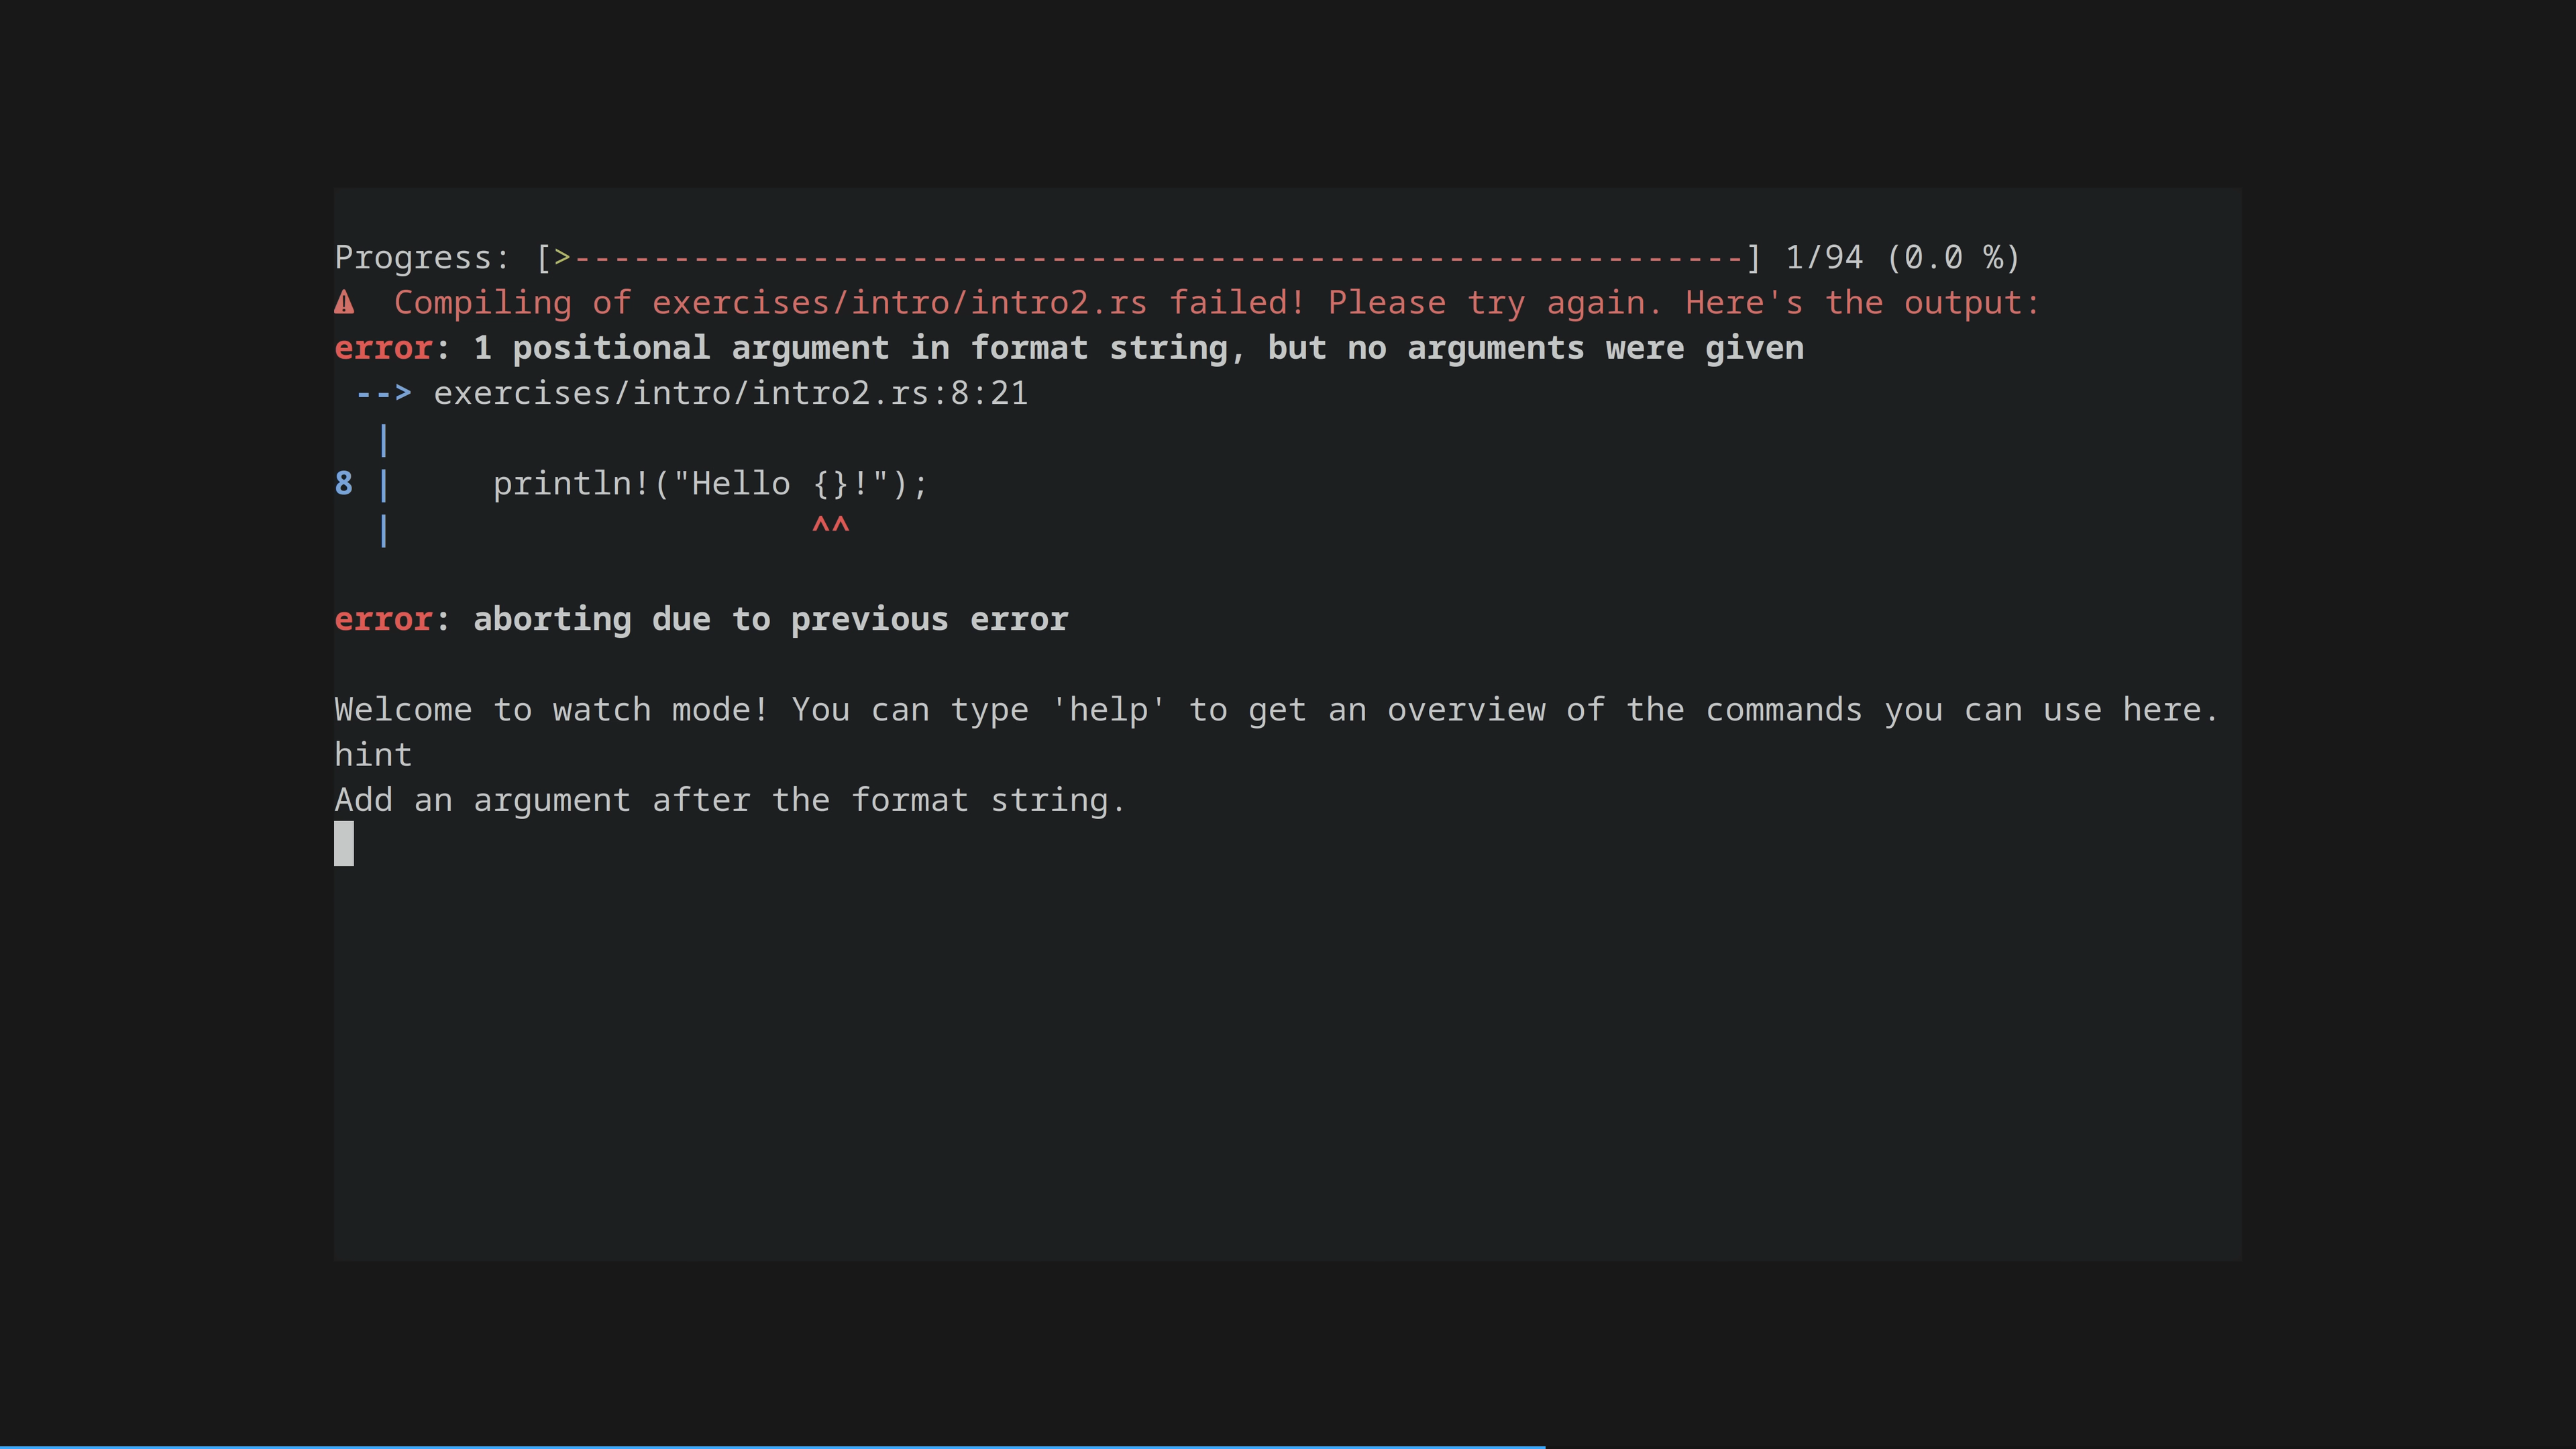 Progress: [>-----------------------------------------------------------] 1/94 (0.0 %)
⚠  Compiling of exercises/intro/intro2.rs failed! Please try again. Here's the output:
error: 1 positional argument in format string, but no arguments were given
 --> exercises/intro/intro2.rs:8:21
  |
8 |     println!("Hello {}!");
  |                     ^^
error: aborting due to previous error
Welcome to watch mode! You can type 'help' to get an overview of the commands you can use here.
hint
Add an argument after the format string.